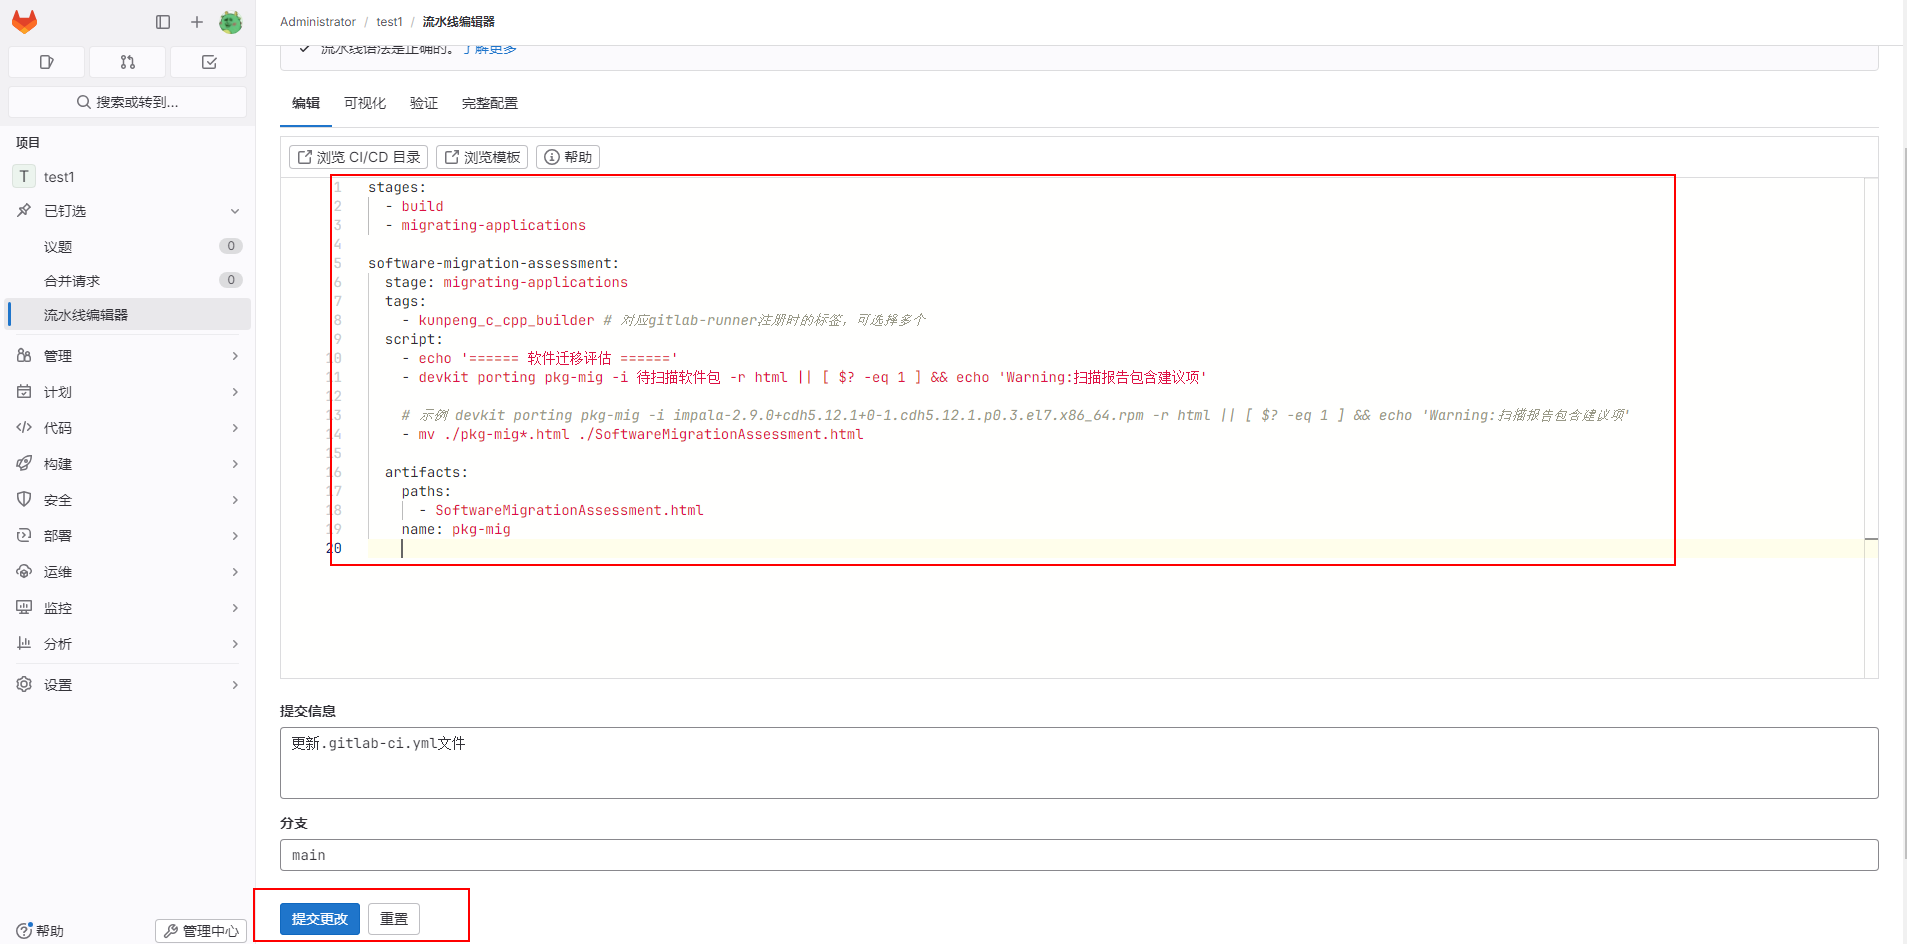 Administrator / test1 / 流水线编辑器
流水线语法是正确的。了解更多
搜索或转到...
项目
T test1
已钉选
议题 0
合并请求 0
流水线编辑器
管理
计划
代码
构建
安全
部署
运维
监控
分析
设置
帮助
管理中心
编辑 可视化 验证 完整配置
浏览 CI/CD 目录 浏览模板 帮助
1 stages:
2 - build
3 - migrating-applications
4
5 software-migration-assessment:
6 stage: migrating-applications
7 tags:
8 - kunpeng_c_cpp_builder # 对应gitlab-runner注册时的标签，可选择多个
9 script:
10 - echo '====== 软件迁移评估 ======'
11 - devkit porting pkg-mig -i 待扫描软件包 -r html || [ $? -eq 1 ] && echo 'Warning:扫描报告包含建议项'
12
13 # 示例 devkit porting pkg-mig -i impala-2.9.0+cdh5.12.1+0-1.cdh5.12.1.p0.3.el7.x86_64.rpm -r html || [ $? -eq 1 ] && echo 'Warning:扫描报告包含建议项'
14 - mv ./pkg-mig*.html ./SoftwareMigrationAssessment.html
15
16 artifacts:
17 paths:
18 - SoftwareMigrationAssessment.html
19 name: pkg-mig
20
提交信息
更新.gitlab-ci.yml文件
分支
main
提交更改 重置